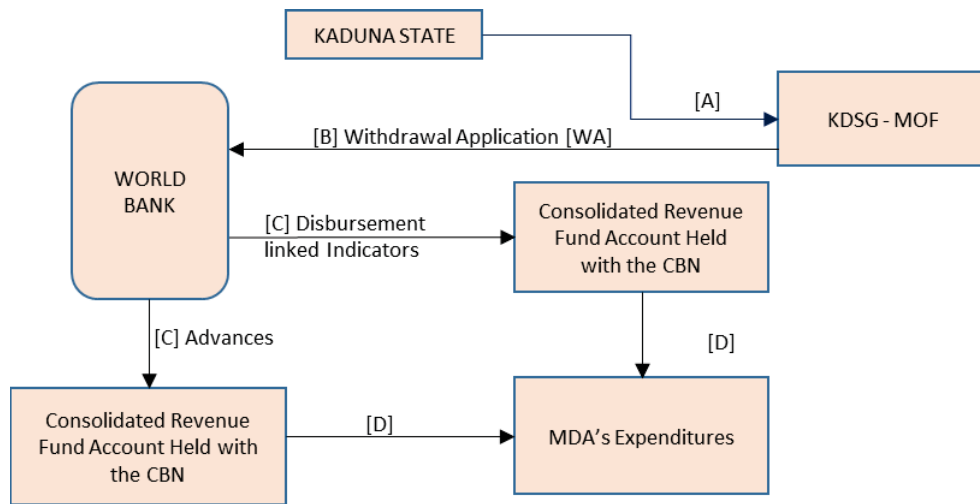 KADUNA STATE
[A]
KDSG - MOF
[B] Withdrawal Application [WA]
WORLD
BANK
[C] Disbursement
linked Indicators
Consolidated Revenue
Fund Account Held
with the CBN
[C] Advances
[D]
Consolidated Revenue
Fund Account Held with
the CBN
[D]
MDA's Expenditures